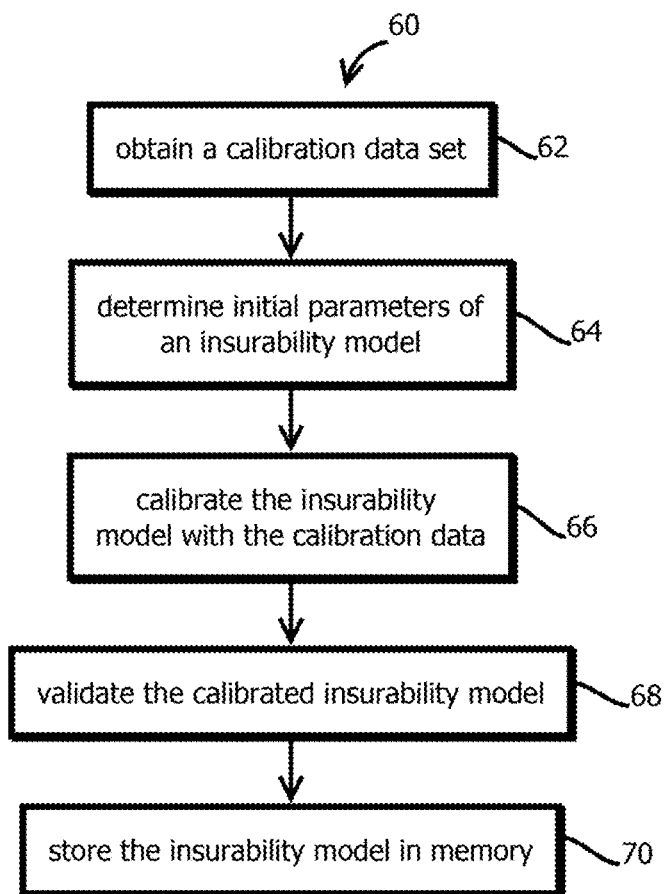 60
obtain a calibration data set
62
determine initial parameters of
an insurability model
64
calibrate the insurability
model with the calibration data
66
validate the calibrated insurability model
68
store the insurability model in memory
70